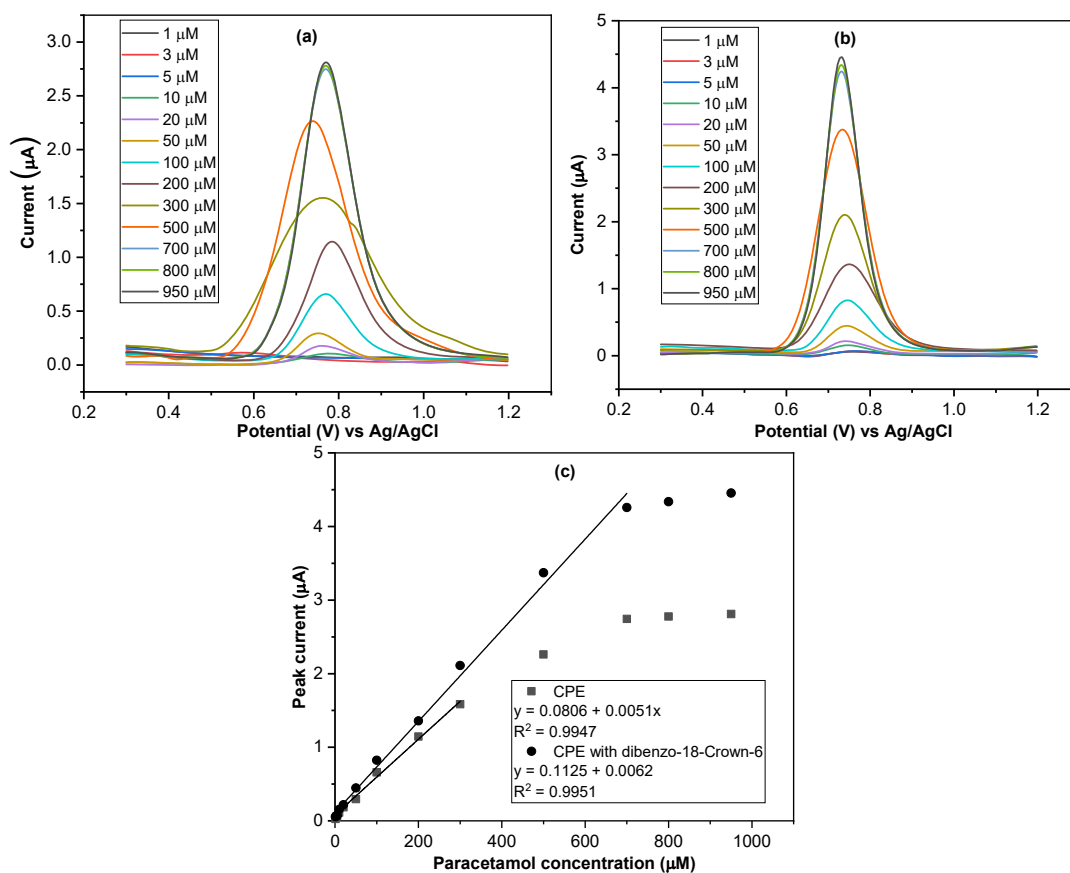 (a)
1 μM
3 μM
5 μM
10 μM
20 μM
50 μM
100 μM
200 μM
300 μM
500 μM
700 μM
800 μM
950 μM
3.0
2.5
2.0
1.5
1.0
0.5
0.0
Current (μA)
0.2 0.4 0.6 0.8 1.0 1.2
Potential (V) vs Ag/AgCl
(b)
1 μM
3 μM
5 μM
10 μM
20 μM
50 μM
100 μM
200 μM
300 μM
500 μM
700 μM
800 μM
950 μM
5
4
3
2
1
0
Current (μA)
0.2 0.4 0.6 0.8 1.0 1.2
Potential (V) vs Ag/AgCl
(c)
5
4
3
2
1
0
Peak current (μA)
CPE
y = 0.0806 + 0.0051x
R² = 0.9947
CPE with dibenzo-18-Crown-6
y = 0.1125 + 0.0062
R² = 0.9951
0 200 400 600 800 1000
Paracetamol concentration (μM)